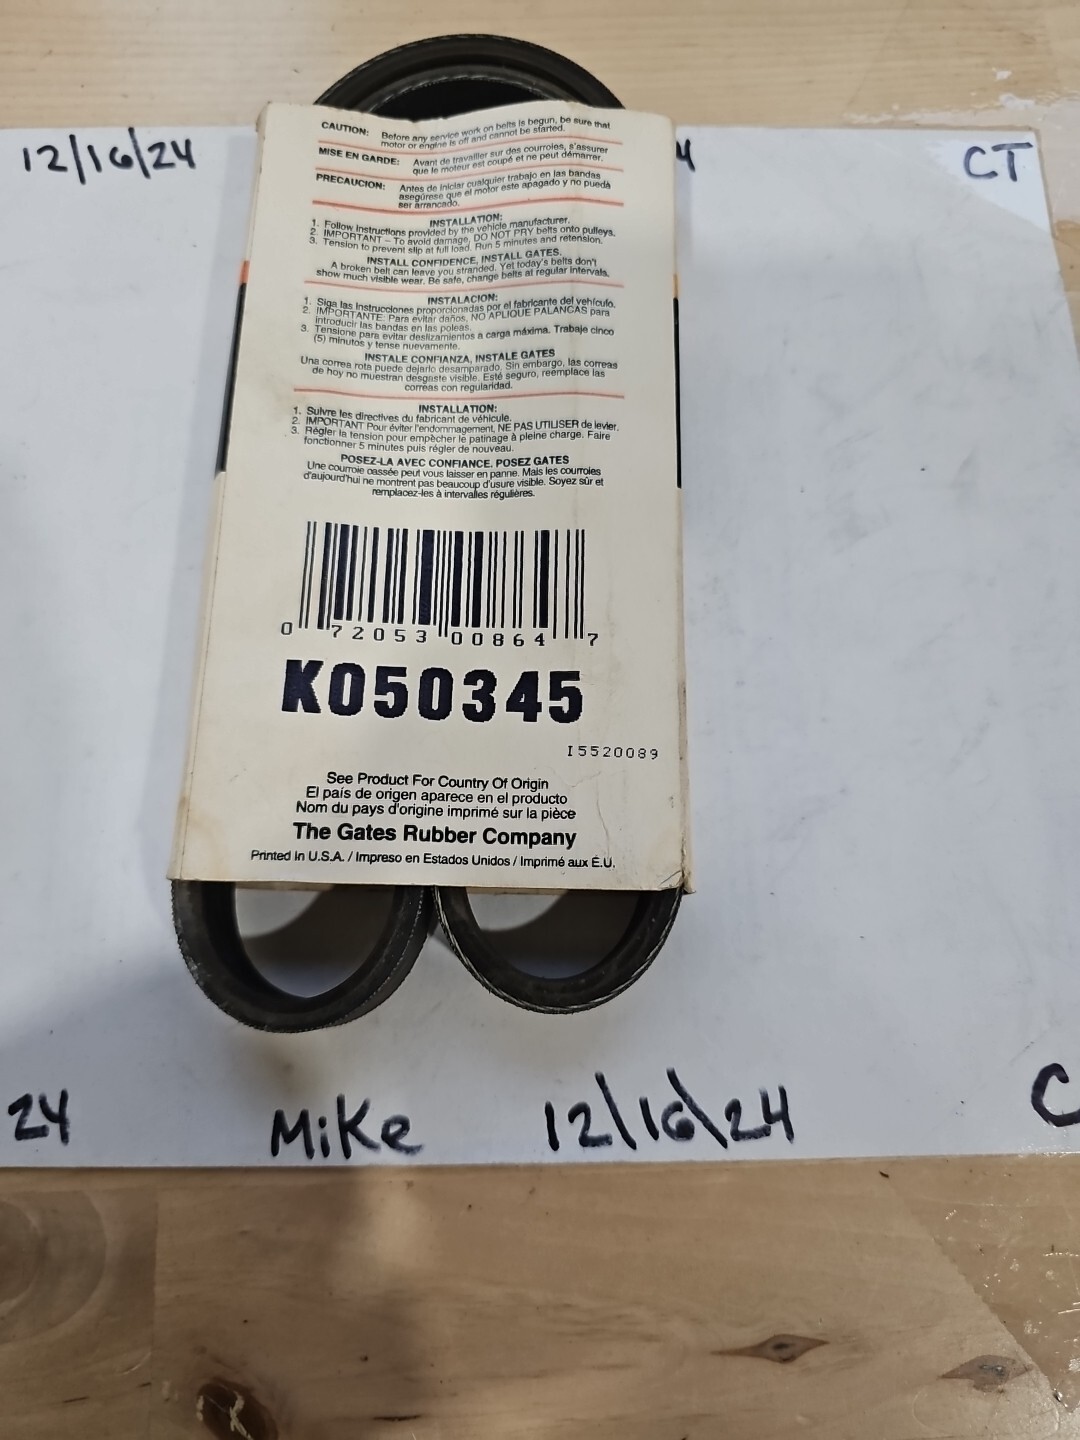 12/16/24
4
CT
CAUTION: Before any service work on belts is begun, be sure that
motor or engine is off and cannot be started.
MISE EN GARDE: Avant de travailler sur des courroies, s'assurer
que le moteur est coupé et ne peut démarrer.
PRECAUCION: Antes de iniciar cualquier trabajo en las bandas
asegúrese que el motor este apagado y no pueda
ser arrancado.
INSTALLATION:
1. Follow instructions provided by the vehicle manufacturer.
2. IMPORTANT – To avoid damage, DO NOT PRY belts onto pulleys.
3. Tension to prevent slip at full load. Run 5 minutes and retension.
INSTALL CONFIDENCE, INSTALL GATES.
A broken belt can leave you stranded. Yet today's belts don't
show much visible wear. Be safe, change belts at regular intervals.
INSTALACION:
1. Siga las instrucciones proporcionadas por el fabricante del vehículo.
2. IMPORTANTE: Para evitar daños, NO APLIQUE PALANCAS para
introducir las bandas en las poleas.
3. Tensione para evitar deslizamientos a carga máxima. Trabaje cinco
(5) minutos y tense nuevamente.
INSTALE CONFIANZA, INSTALE GATES
Una correa rota puede dejarlo desamparado. Sin embargo, las correas
de hoy no muestran desgaste visible. Esté seguro, reemplace las
correas con regularidad.
INSTALLATION:
1. Suivre les directives du fabricant de véhicule.
2. IMPORTANT Pour éviter l'endommagement, NE PAS UTILISER de levier.
3. Régler la tension pour empêcher le patinage à pleine charge. Faire
fonctionner 5 minutes puis régler de nouveau.
POSEZ-LA AVEC CONFIANCE. POSEZ GATES
Une courroie cassée peut vous laisser en panne. Mais les courroies
d'aujourd'hui ne montrent pas beaucoup d'usure visible. Soyez sûr et
remplacez-les à intervalles régulières.
0 72053 00864 7
K050345
I5520089
See Product For Country Of Origin
El país de origen aparece en el producto
Nom du pays d'origine imprimé sur la pièce
The Gates Rubber Company
Printed in U.S.A. / Impreso en Estados Unidos / Imprimé aux É.U.
24
Mike
12/16/24
C